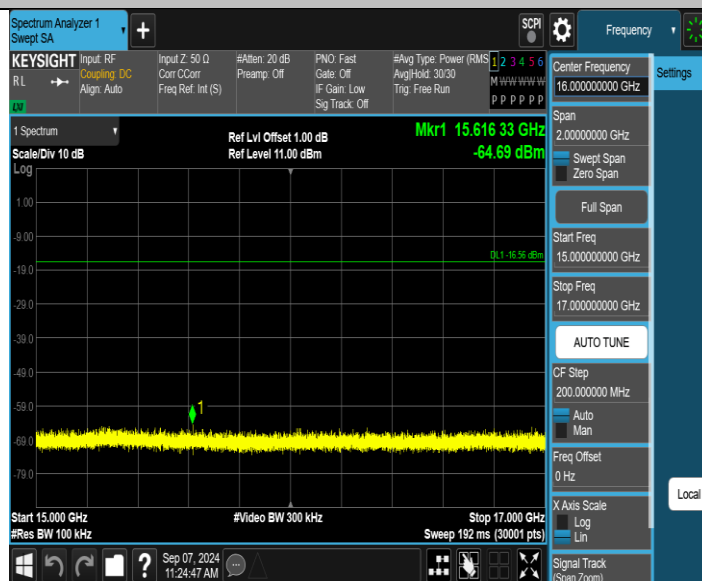 Spectrum Analyzer 1
Swept SA
+
SCPI
Frequency
KEYSIGHT
RL
LXI
Input: RF
Coupling: DC
Align: Auto
Input Z: 50 Ω
Corr CCorr
Freq Ref: Int (S)
#Atten: 20 dB
Preamp: Off
PNO: Fast
Gate: Off
IF Gain: Low
Sig Track: Off
#Avg Type: Power (RMS
Avg|Hold: 30/30
Trig: Free Run
1 2 3 4 5 6
M W W W W W
P P P P P P
1 Spectrum
Scale/Div 10 dB
Log
Ref Lvl Offset 1.00 dB
Ref Level 11.00 dBm
Mkr1 15.616 33 GHz
-64.69 dBm
1.00
-9.00
DL1 -16.56 dBm
-19.0
-29.0
-39.0
-49.0
-59.0
1
-69.0
-79.0
Start 15.000 GHz
#Video BW 300 kHz
Stop 17.000 GHz
#Res BW 100 kHz
Sweep 192 ms (30001 pts)
?
Sep 07, 2024
11:24:47 AM
Center Frequency
16.00000000 GHz
Settings
Span
2.00000000 GHz
Swept Span
Zero Span
Full Span
Start Freq
15.000000000 GHz
Stop Freq
17.000000000 GHz
AUTO TUNE
CF Step
200.000000 MHz
Auto
Man
Freq Offset
0 Hz
X Axis Scale
Log
Lin
Local
Signal Track
(Span Zoom)